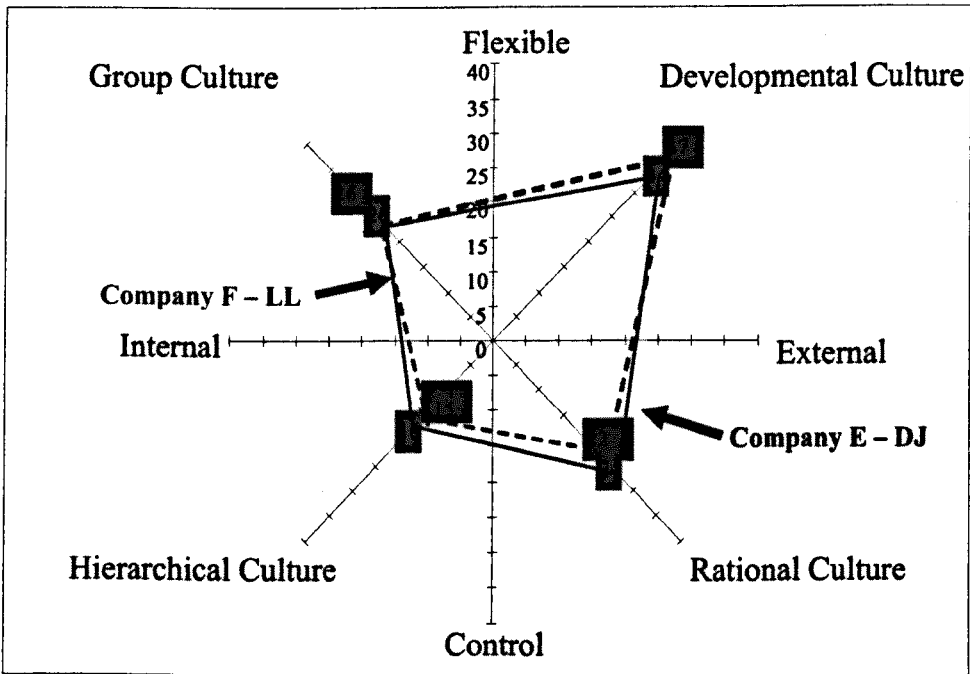 Flexible
Group Culture
Developmental Culture
40
35
30
25
20
15
10
5
0
Company F – LL
Internal
External
Company E – DJ
Hierarchical Culture
Rational Culture
Control